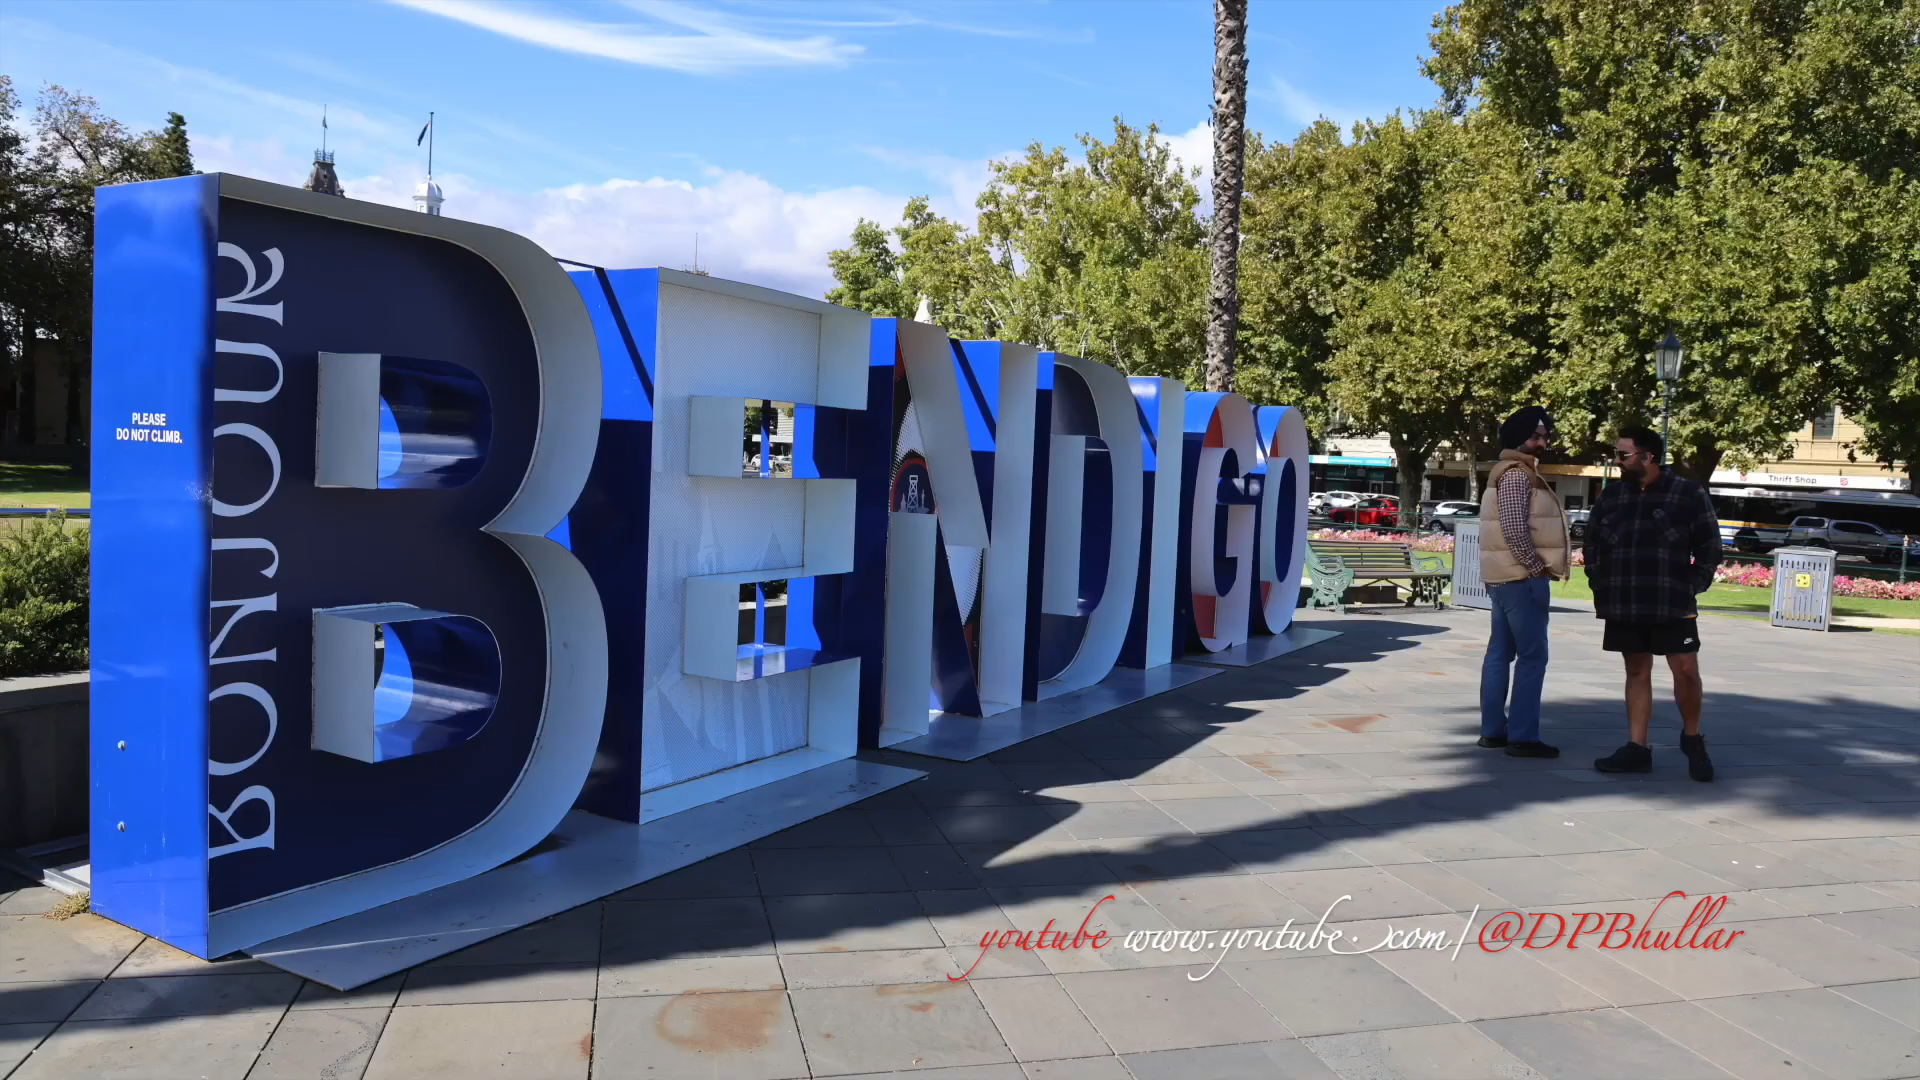 BONJOUR
BENDIGO
PLEASE
DO NOT CLIMB.
Thrift Shop
youtube www.youtube.com/@DPBhullar